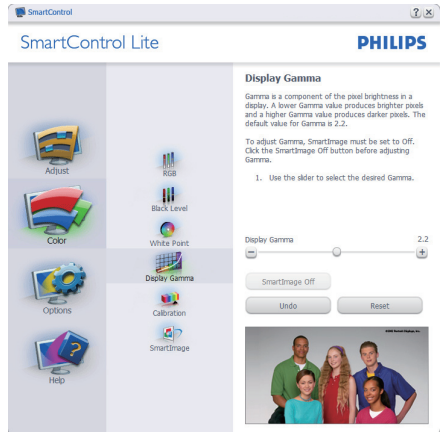 SmartControl
?
SmartControl Lite
PHILIPS
Adjust
Color
Options
Help
RGB
Black Level
White Point
Display Gamma
Calibration
SmartImage
Display Gamma
Gamma is a component of the pixel brightness in a
display. A lower Gamma value produces brighter pixels
and a higher Gamma value produces darker pixels. The
default value for Gamma is 2.2.
To adjust Gamma, SmartImage must be set to Off.
Click the SmartImage Off button before adjusting
Gamma.
1. Use the slider to select the desired Gamma.
Display Gamma 2.2
SmartImage Off
Undo Reset